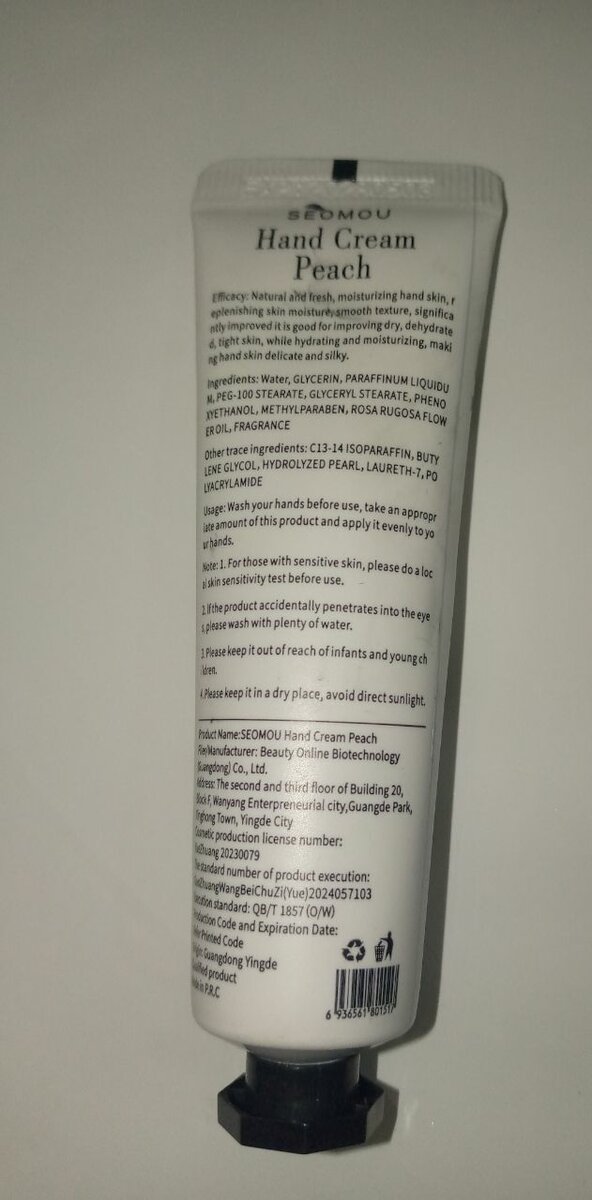 SEOMOU
Hand Cream
Peach
Efficacy: Natural and fresh, moisturizing hand skin, r
eplenishing skin moisture, smooth texture, significa
ntly improved it is good for improving dry, dehydrate
d, tight skin, while hydrating and moisturizing, maki
ng hand skin delicate and silky.
Ingredients: Water, GLYCERIN, PARAFFINUM LIQUIDU
M, PEG-100 STEARATE, GLYCERYL STEARATE, PHENO
XYETHANOL, METHYLPARABEN, ROSA RUGOSA FLOW
ER OIL, FRAGRANCE
Other trace ingredients: C13-14 ISOPARAFFIN, BUTY
LENE GLYCOL, HYDROLYZED PEARL, LAURETH-7, PO
LYACRYLAMIDE
Usage: Wash your hands before use, take an appropr
iate amount of this product and apply it evenly to yo
ur hands.
Note: 1. For those with sensitive skin, please do a loc
al skin sensitivity test before use.
2. If the product accidentally penetrates into the eye
s, please wash with plenty of water.
3. Please keep it out of reach of infants and young ch
ildren.
4. Please keep it in a dry place, avoid direct sunlight.
Product Name:SEOMOU Hand Cream Peach
Manufacturer: Beauty Online Biotechnology
(Guangdong) Co., Ltd.
Address: The second and third floor of Building 20,
Block F, Wanyang Enterpreneurial city,Guangde Park,
Town, Yingde City
Cosmetic production license number:
20230079
The standard number of product execution:
2024057103
standard: QB/T 1857 (O/W)
Code and Expiration Date:
Printed Code
Guangdong Yingde
product
in P.R.C
6 936561 801517